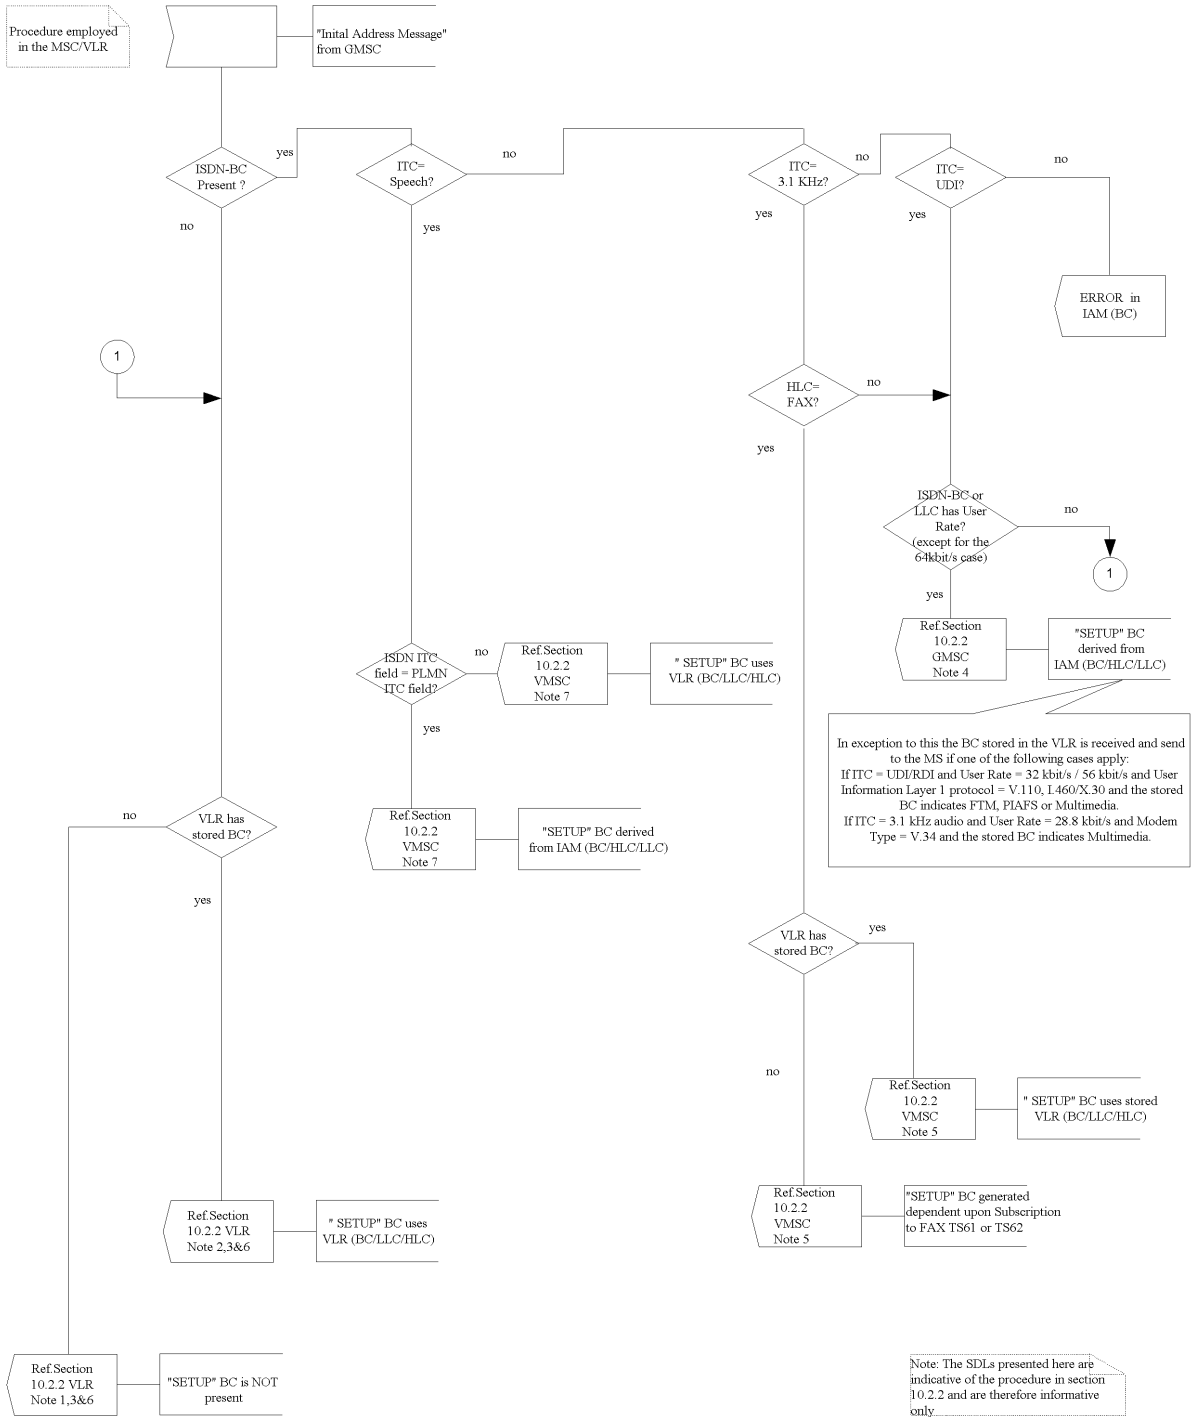 Procedure employed
in the MSC/VLR
"Inital Address Message"
from GMSC
ISDN-BC
Present ?
yes
no
ITC=
Speech?
no
yes
ITC=
3.1 KHz?
no
yes
ITC=
UDI?
no
yes
ERROR in
IAM (BC)
1
HLC=
FAX?
no
yes
ISDN-BC or
LLC has User
Rate?
(except for the
64kbit/s case)
no
yes
1
Ref.Section
10.2.2
GMSC
Note 4
"SETUP" BC
derived from
IAM (BC/HLC/LLC)
ISDN ITC
field = PLMN
ITC field?
no
yes
Ref.Section
10.2.2
VMSC
Note 7
" SETUP" BC uses
VLR (BC/LLC/HLC)
In exception to this the BC stored in the VLR is received and send
to the MS if one of the following cases apply:
If ITC = UDI/RDI and User Rate = 32 kbit/s / 56 kbit/s and User
Information Layer 1 protocol = V.110, I.460/X.30 and the stored
BC indicates FTM, PIAFS or Multimedia.
If ITC = 3.1 kHz audio and User Rate = 28.8 kbit/s and Modem
Type = V.34 and the stored BC indicates Multimedia.
VLR has
stored BC?
no
yes
Ref.Section
10.2.2
VMSC
Note 7
"SETUP" BC derived
from IAM (BC/HLC/LLC)
VLR has
stored BC?
yes
no
Ref.Section
10.2.2
VMSC
Note 5
" SETUP" BC uses stored
VLR (BC/LLC/HLC)
Ref.Section
10.2.2
VMSC
Note 5
"SETUP" BC generated
dependent upon Subscription
to FAX TS61 or TS62
Ref.Section
10.2.2 VLR
Note 2,3&6
" SETUP" BC uses
VLR (BC/LLC/HLC)
Ref.Section
10.2.2 VLR
Note 1,3&6
"SETUP" BC is NOT
present
Note: The SDLs presented here are
indicative of the procedure in section
10.2.2 and are therefore informative
only